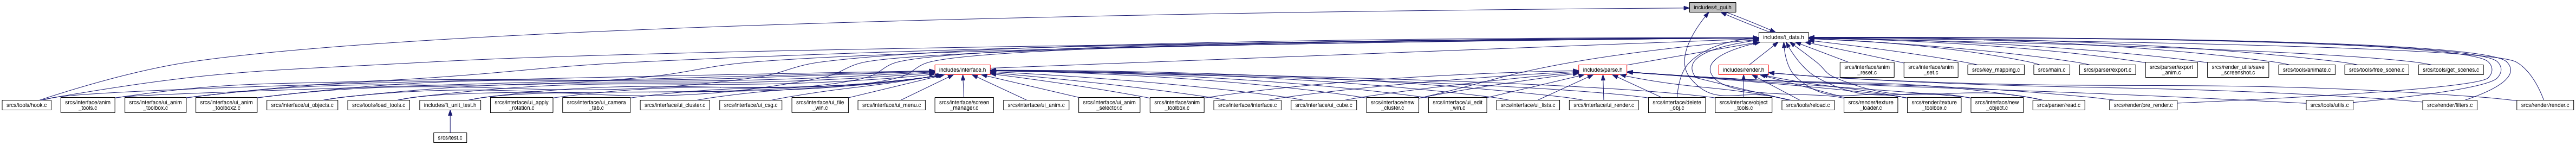 includes/t_gui.h
includes/t_data.h
includes/interface.h
includes/parse.h
includes/render.h
srcs/interface/anim
_reset.c
srcs/interface/anim
_set.c
srcs/key_mapping.c
srcs/main.c
srcs/parser/export.c
srcs/parser/export
_anim.c
srcs/render_utils/save
_screenshot.c
srcs/tools/animate.c
srcs/tools/free_scene.c
srcs/tools/get_scenes.c
srcs/tools/hook.c
srcs/interface/anim
_tools.c
srcs/interface/ui_anim
_toolbox.c
srcs/interface/ui_anim
_toolbox2.c
srcs/interface/ui_objects.c
srcs/tools/load_tools.c
includes/ft_unit_test.h
srcs/interface/ui_apply
_rotation.c
srcs/interface/ui_camera
_tab.c
srcs/interface/ui_cluster.c
srcs/interface/ui_csg.c
srcs/interface/ui_file
_win.c
srcs/interface/ui_menu.c
srcs/interface/screen
_manager.c
srcs/interface/ui_anim.c
srcs/interface/ui_anim
_selector.c
srcs/interface/anim
_toolbox.c
srcs/interface/interface.c
srcs/interface/ui_cube.c
srcs/interface/new
_cluster.c
srcs/interface/ui_edit
_win.c
srcs/interface/ui_lists.c
srcs/interface/ui_render.c
srcs/interface/delete
_obj.c
srcs/interface/object
_tools.c
srcs/tools/reload.c
srcs/render/texture
_loader.c
srcs/render/texture
_toolbox.c
srcs/interface/new
_object.c
srcs/parser/read.c
srcs/render/pre_render.c
srcs/tools/utils.c
srcs/render/filters.c
srcs/render/render.c
srcs/test.c